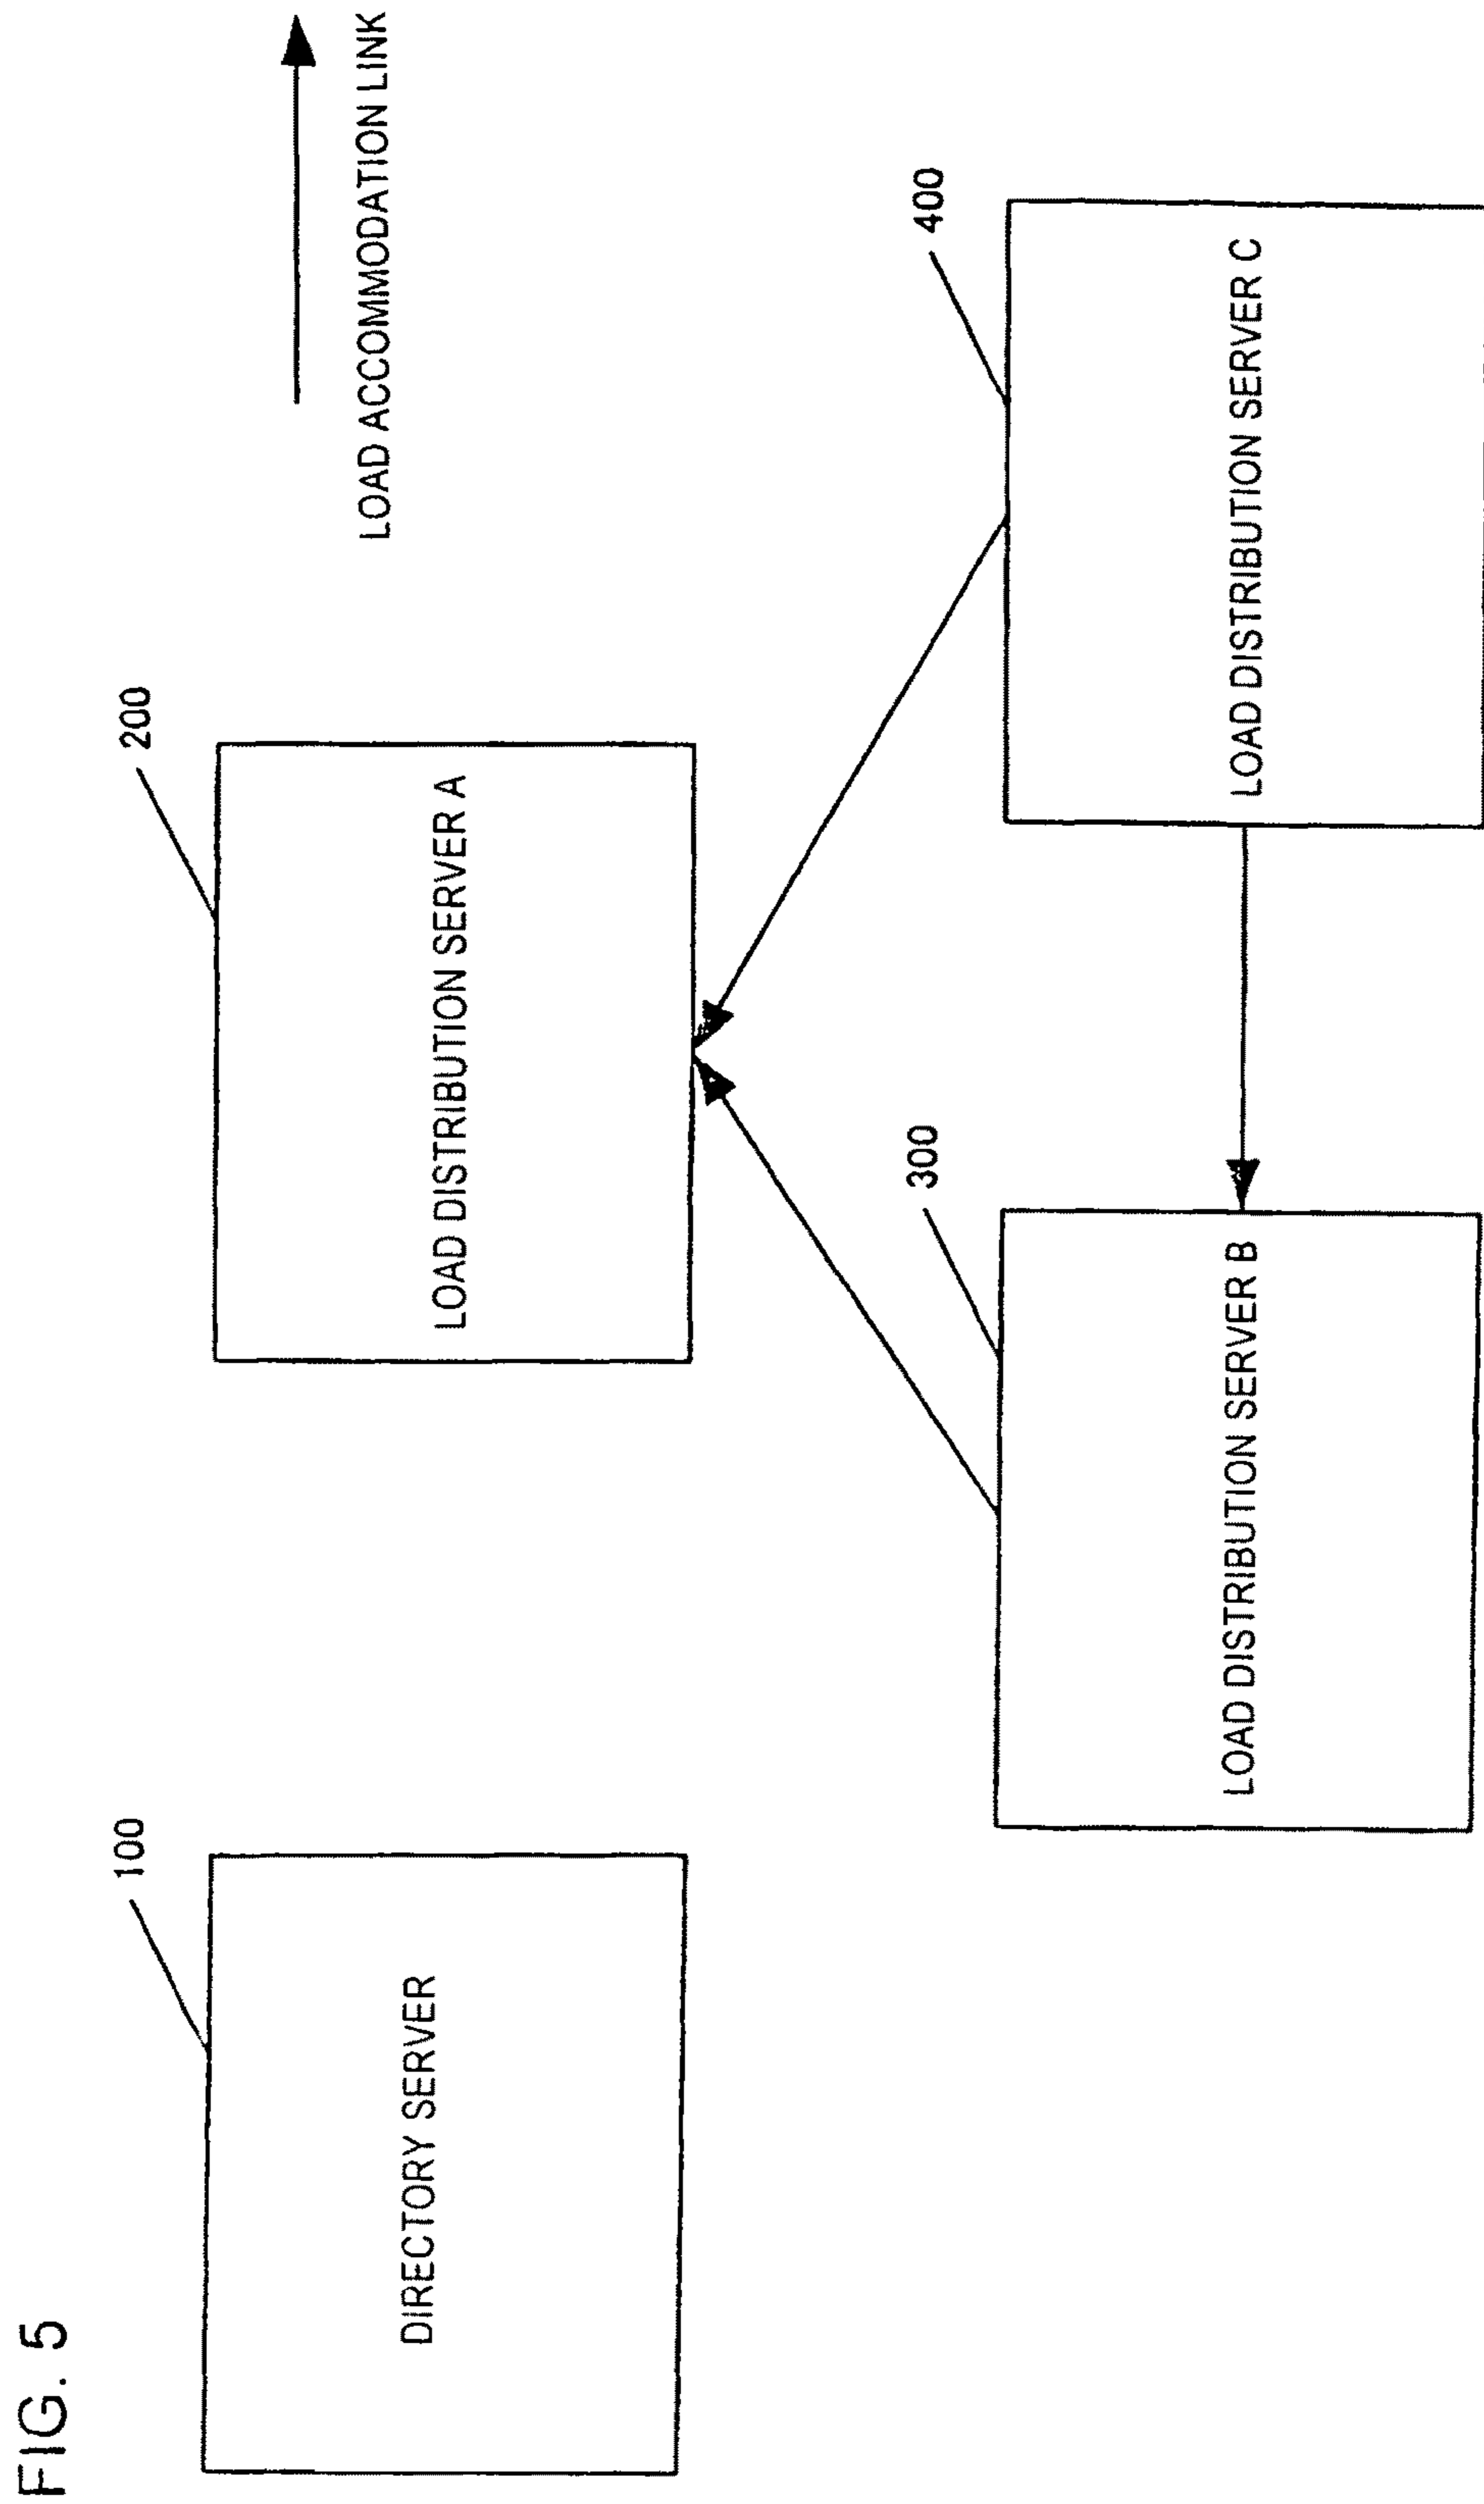 FIG. 5
100
DIRECTORY SERVER
200
LOAD DISTRIBUTION SERVER A
LOAD ACCOMMODATION LINK
300
LOAD DISTRIBUTION SERVER B
400
LOAD DISTRIBUTION SERVER C